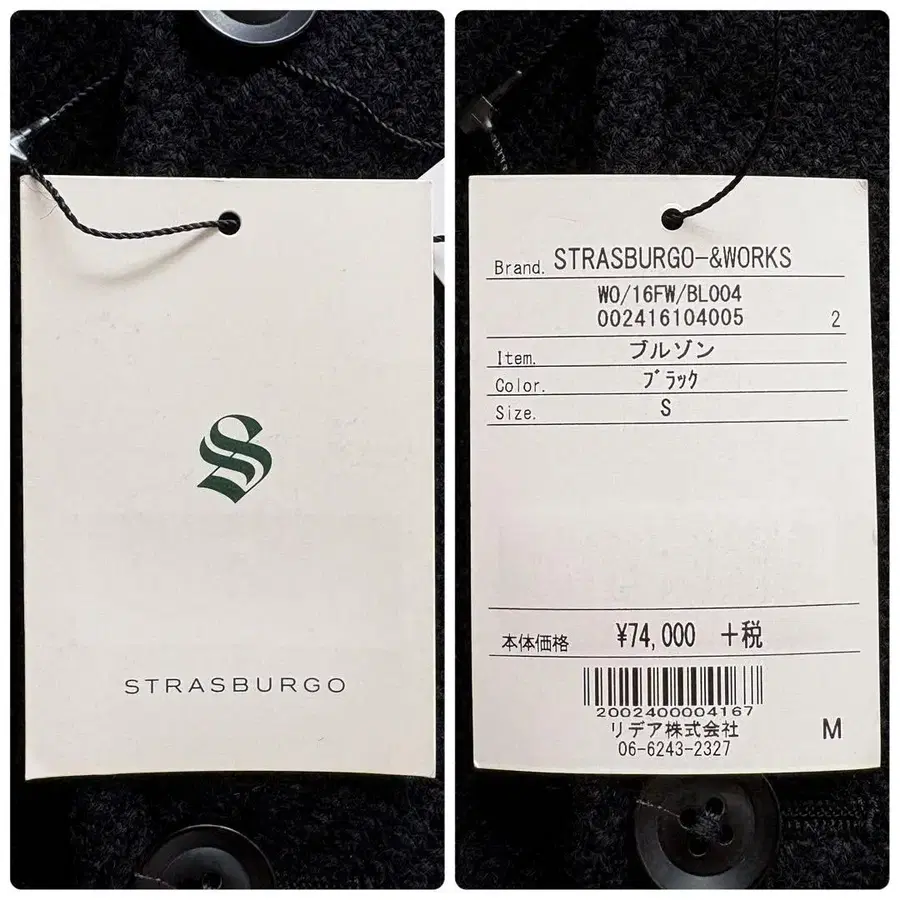 S
STRASBURGO
Brand. STRASBURGO-&WORKS
WO/16FW/BL004
002416104005 2
Item. ブルゾン
Color. ﾌﾞﾗｯｸ
Size. S
本体価格 ¥74,000 +税
2002400004167
リデア株式会社
06-6243-2327 M